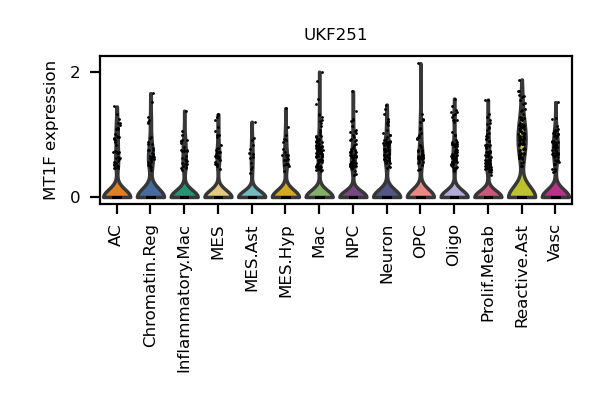 UKF251
MT1F expression
2
0
AC
Chromatin.Reg
Inflammatory.Mac
MES
MES.Ast
MES.Hyp
Mac
NPC
Neuron
OPC
Oligo
Prolif.Metab
Reactive.Ast
Vasc